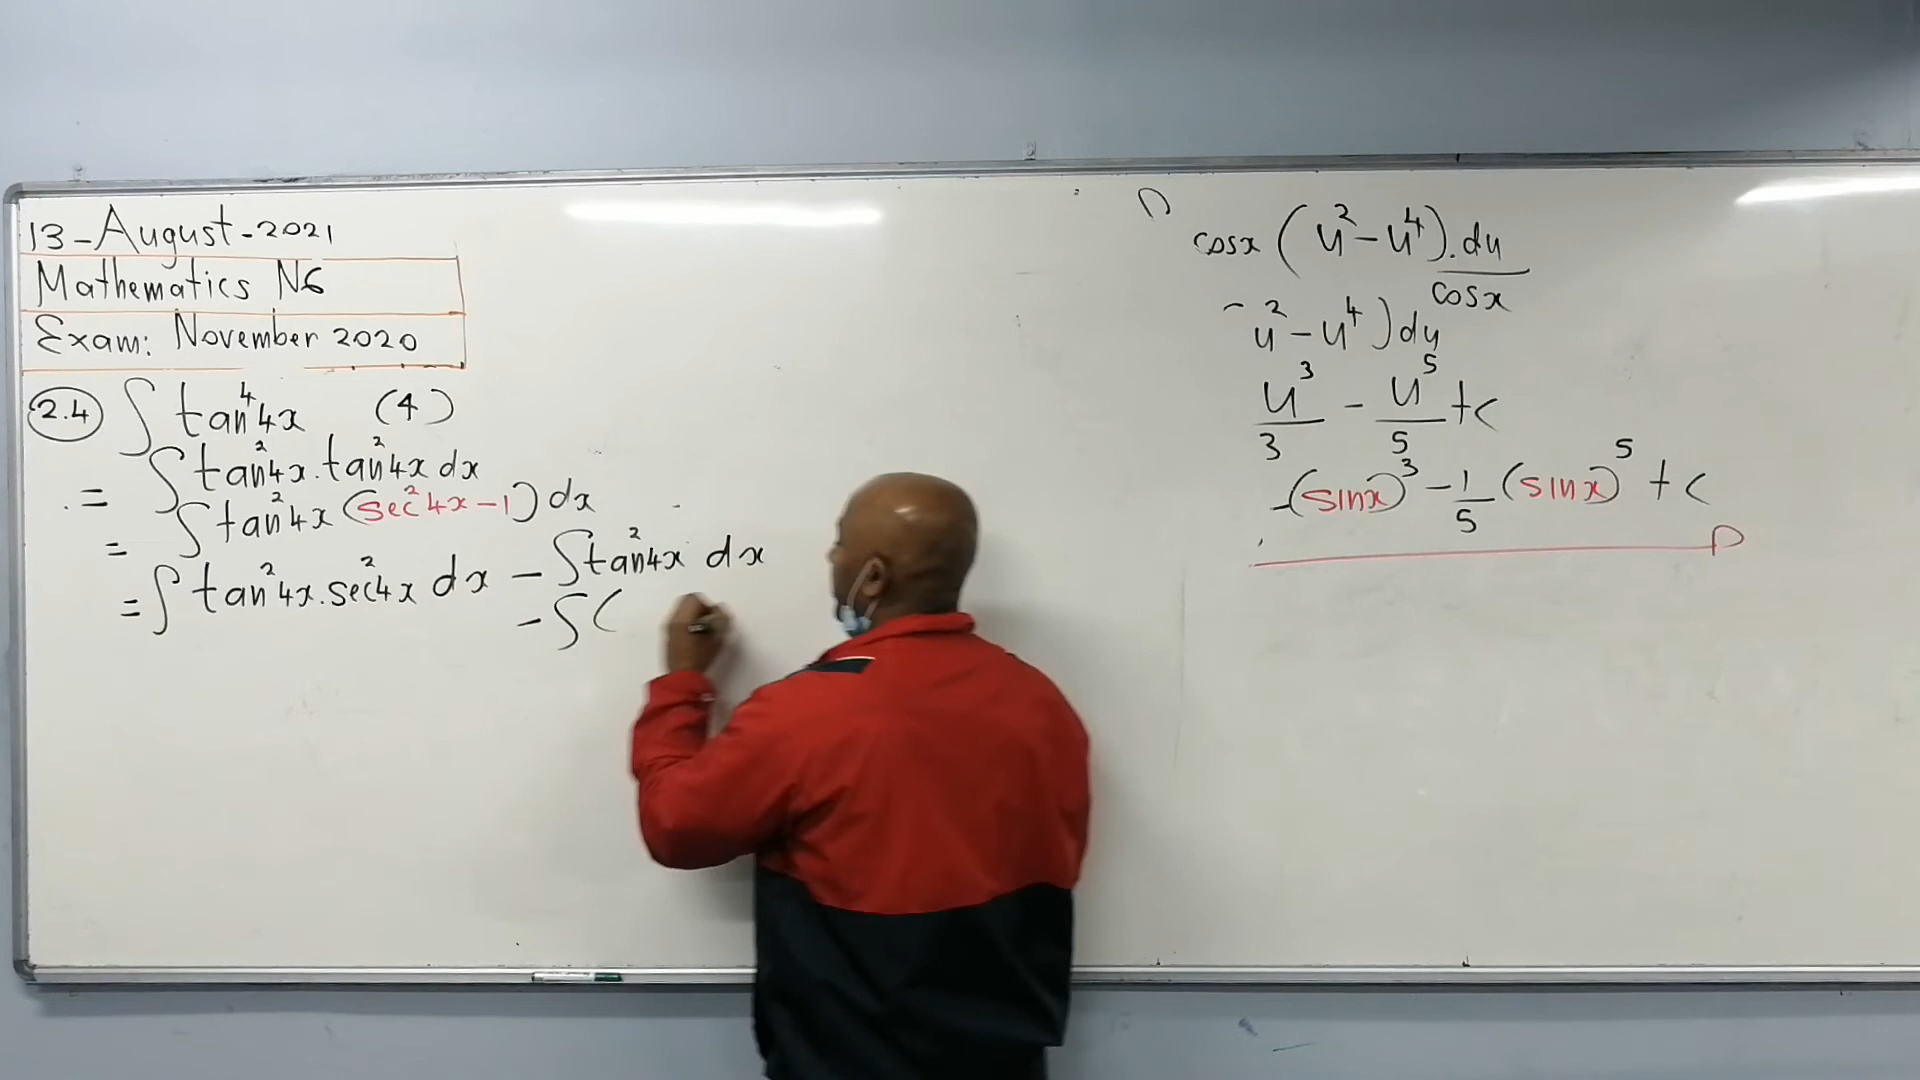 13-August-2021
Mathematics N6
Exam: November 2020
2.4 ∫ tan⁴4x (4)
= ∫ tan²4x.tan²4x dx
= ∫ tan²4x (sec²4x-1) dx
= ∫ tan²4x.sec²4x dx - ∫tan²4x dx
-∫(
cosx (u²-u⁴).du/cosx
u²-u⁴)du
u³/3 - u⁵/5 +c
(sinx)³ - 1/5 (sinx)⁵ + c